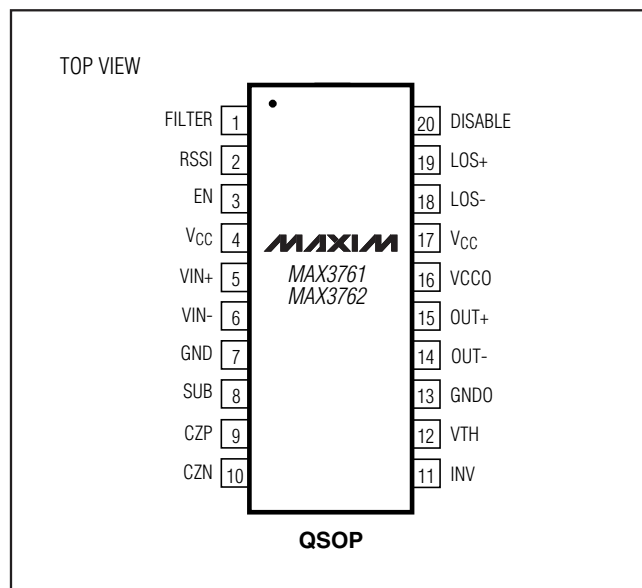 TOP VIEW
FILTER 1
RSSI 2
EN 3
VCC 4
VIN+ 5
VIN- 6
GND 7
SUB 8
CZP 9
CZN 10
MAXIM
MAX3761
MAX3762
20 DISABLE
19 LOS+
18 LOS-
17 VCC
16 VCCO
15 OUT+
14 OUT-
13 GNDO
12 VTH
11 INV
QSOP